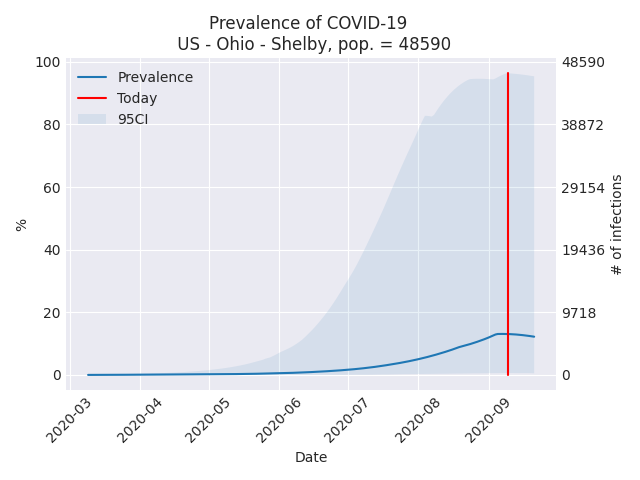 Prevalence of COVID-19
US - Ohio - Shelby, pop. = 48590
Prevalence
Today
95CI
100
80
60
40
20
0
%
48590
38872
29154
19436
9718
0
# of infections
2020-03
2020-04
2020-05
2020-06
2020-07
2020-08
2020-09
Date